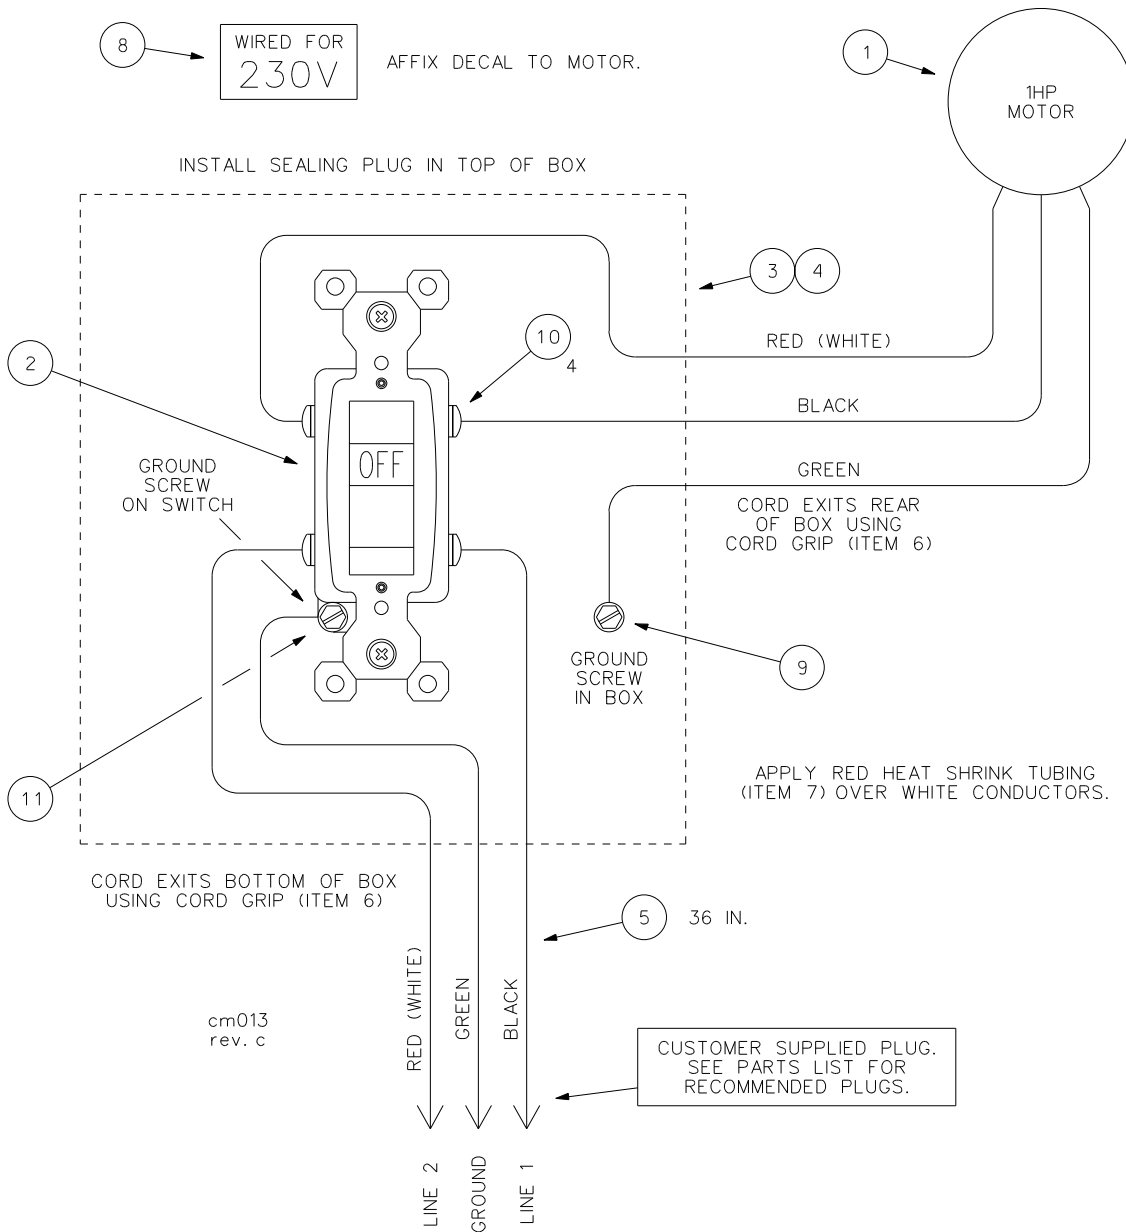 8
WIRED FOR
230V
AFFIX DECAL TO MOTOR.
1
1HP
MOTOR
INSTALL SEALING PLUG IN TOP OF BOX
3
4
10
4
RED (WHITE)
2
BLACK
OFF
GROUND
SCREW
ON SWITCH
GREEN
CORD EXITS REAR
OF BOX USING
CORD GRIP (ITEM 6)
9
GROUND
SCREW
IN BOX
11
APPLY RED HEAT SHRINK TUBING
(ITEM 7) OVER WHITE CONDUCTORS.
CORD EXITS BOTTOM OF BOX
USING CORD GRIP (ITEM 6)
5
36 IN.
RED (WHITE)
GREEN
BLACK
cm013
rev. c
CUSTOMER SUPPLIED PLUG.
SEE PARTS LIST FOR
RECOMMENDED PLUGS.
LINE 2
GROUND
LINE 1